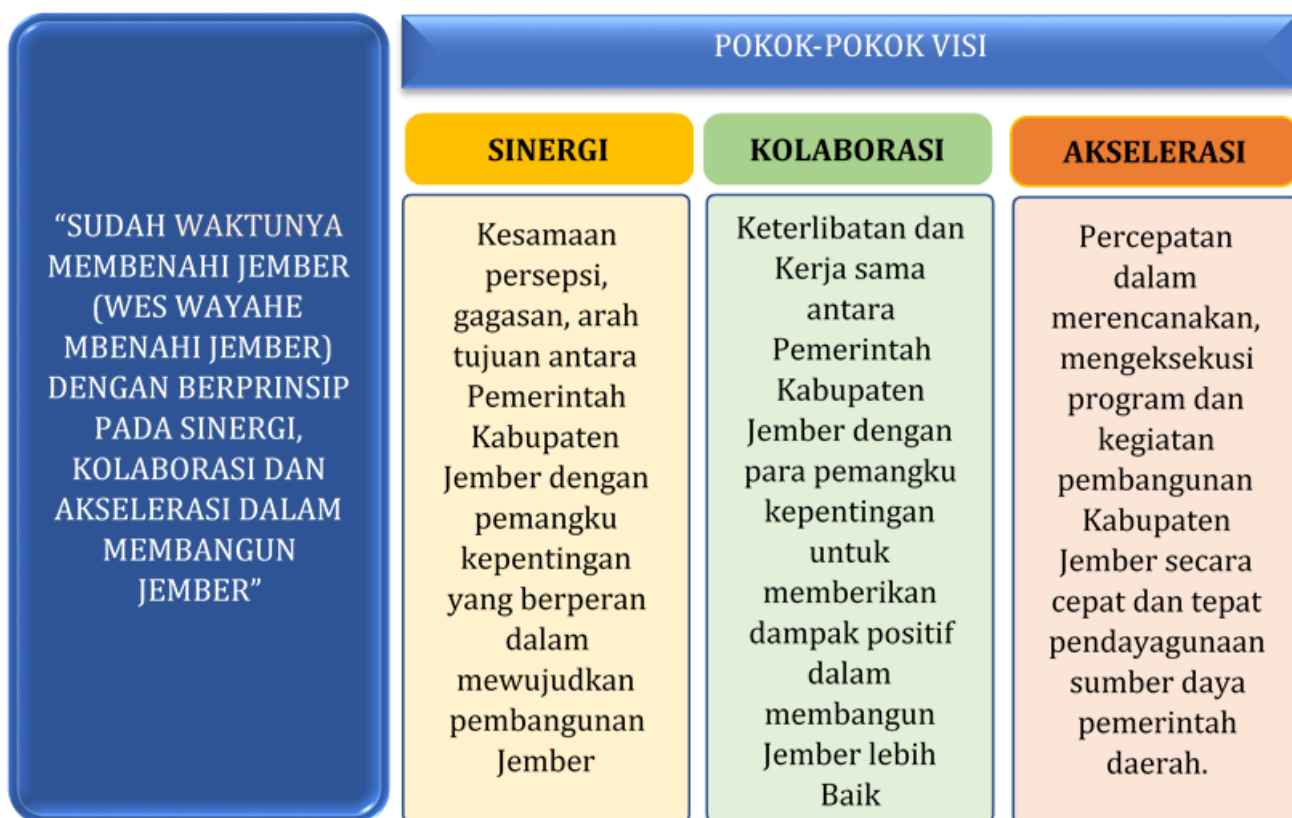 “SUDAH WAKTUNYA
MEMBENAHI JEMBER
(WES WAYAHE
MBENAHI JEMBER)
DENGAN BERPRINSIP
PADA SINERGI,
KOLABORASI DAN
AKSELERASI DALAM
MEMBANGUN
JEMBER”
POKOK-POKOK VISI
SINERGI
Kesamaan
persepsi,
gagasan, arah
tujuan antara
Pemerintah
Kabupaten
Jember dengan
pemangku
kepentingan
yang berperan
dalam
mewujudkan
pembangunan
Jember
KOLABORASI
Keterlibatan dan
Kerja sama
antara
Pemerintah
Kabupaten
Jember dengan
para pemangku
kepentingan
untuk
memberikan
dampak positif
dalam
membangun
Jember lebih
Baik
AKSELERASI
Percepatan
dalam
merencanakan,
mengeksekusi
program dan
kegiatan
pembangunan
Kabupaten
Jember secara
cepat dan tepat
pendayagunaan
sumber daya
pemerintah
daerah.